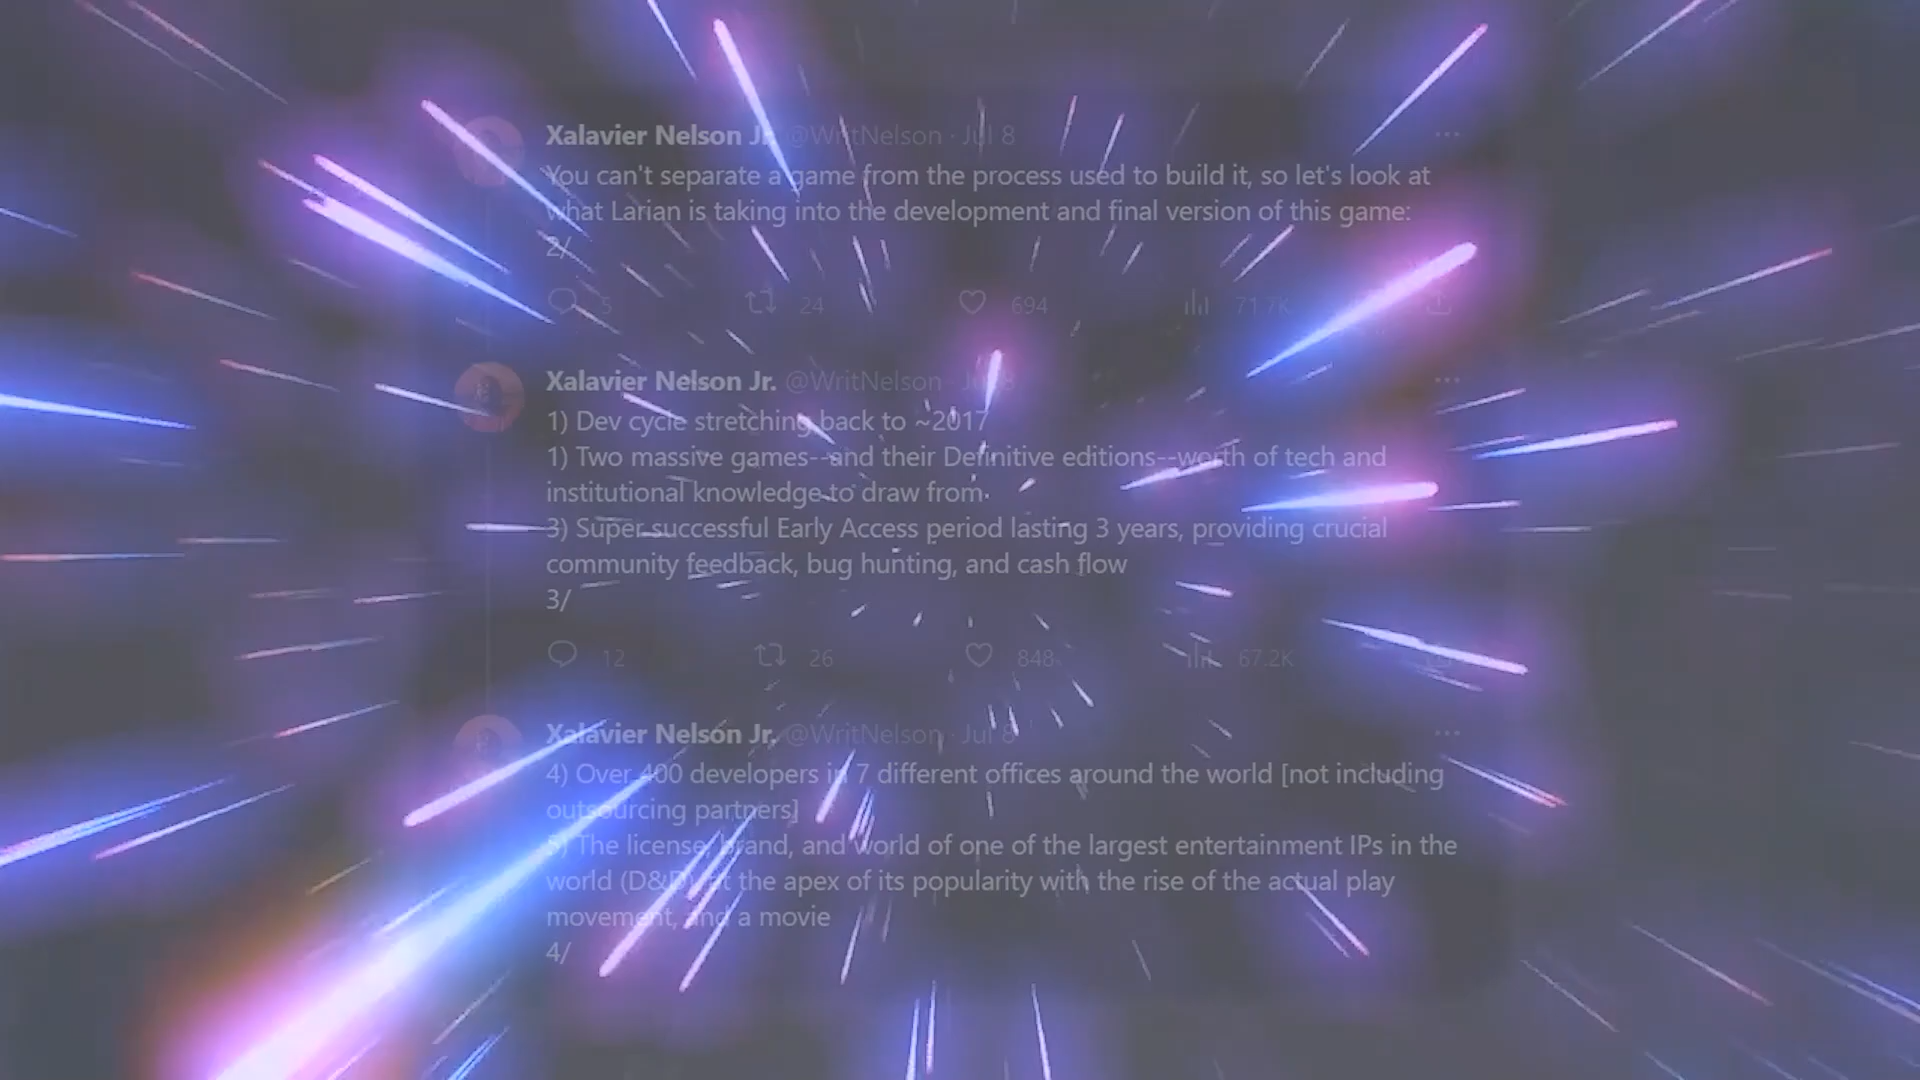 Xalavier Nelson Jr. @WritNelson · Jul 8
You can't separate a game from the process used to build it, so let's look at
what Larian is taking into the development and final version of this game:
2/
5 24 694 71.7K
Xalavier Nelson Jr. @WritNelson · Jul 8
1) Dev cycle stretching back to ~2017
1) Two massive games--and their Definitive editions--worth of tech and
institutional knowledge to draw from
3) Super successful Early Access period lasting 3 years, providing crucial
community feedback, bug hunting, and cash flow
3/
12 26 848 67.2K
Xalavier Nelson Jr. @WritNelson · Jul 8
4) Over 400 developers in 7 different offices around the world [not including
outsourcing partners]
5) The license, brand, and world of one of the largest entertainment IPs in the
world (D&D) at the apex of its popularity with the rise of the actual play
movement, and a movie
4/